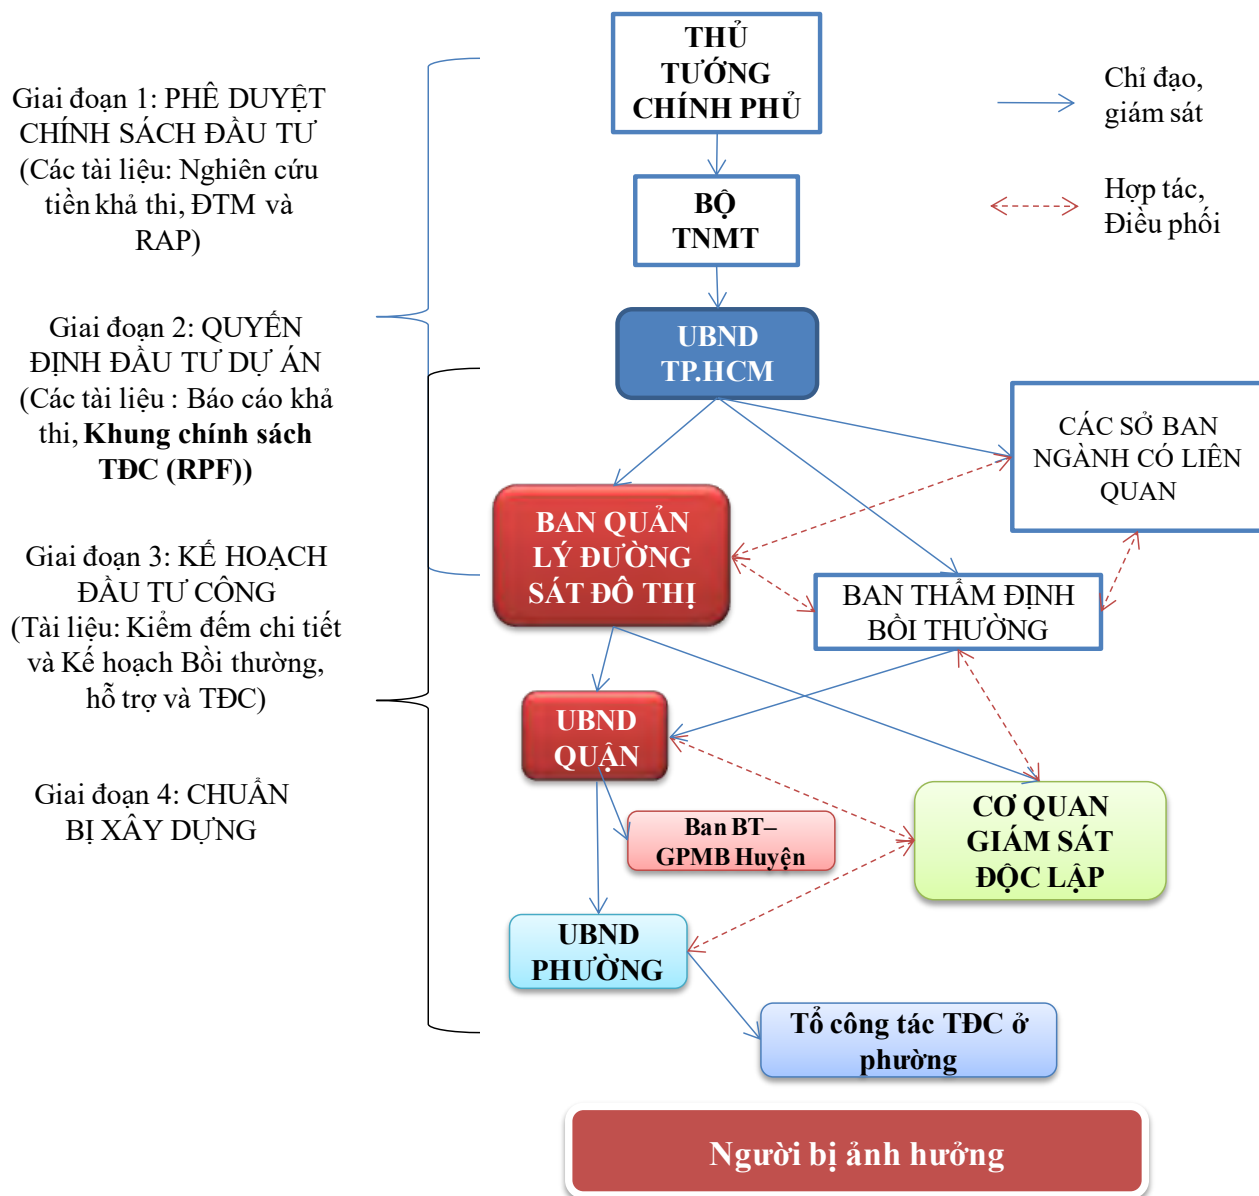 THỦ
TƯỚNG
CHÍNH PHỦ
Giai đoạn 1: PHÊ DUYỆT
CHÍNH SÁCH ĐẦU TƯ
(Các tài liệu: Nghiên cứu
tiền khả thi, ĐTM và
RAP)
Chỉ đạo,
giám sát
Hợp tác,
Điều phối
BỘ
TNMT
Giai đoạn 2: QUYẾN
ĐỊNH ĐẦU TƯ DỰ ÁN
(Các tài liệu : Báo cáo khả
thi, Khung chính sách
TĐC (RPF))
UBND
TP.HCM
CÁC SỞ BAN
NGÀNH CÓ LIÊN
QUAN
BAN QUẢN
LÝ ĐƯỜNG
SÁT ĐÔ THỊ
BAN THẨM ĐỊNH
BỒI THƯỜNG
Giai đoạn 3: KẾ HOẠCH
ĐẦU TƯ CÔNG
(Tài liệu: Kiểm đếm chi tiết
và Kế hoạch Bồi thường,
hỗ trợ và TĐC)
UBND
QUẬN
Giai đoạn 4: CHUẨN
BỊ XÂY DỰNG
Ban BT–
GPMB Huyện
CƠ QUAN
GIÁM SÁT
ĐỘC LẬP
UBND
PHƯỜNG
Tổ công tác TĐC ở
phường
Người bị ảnh hưởng